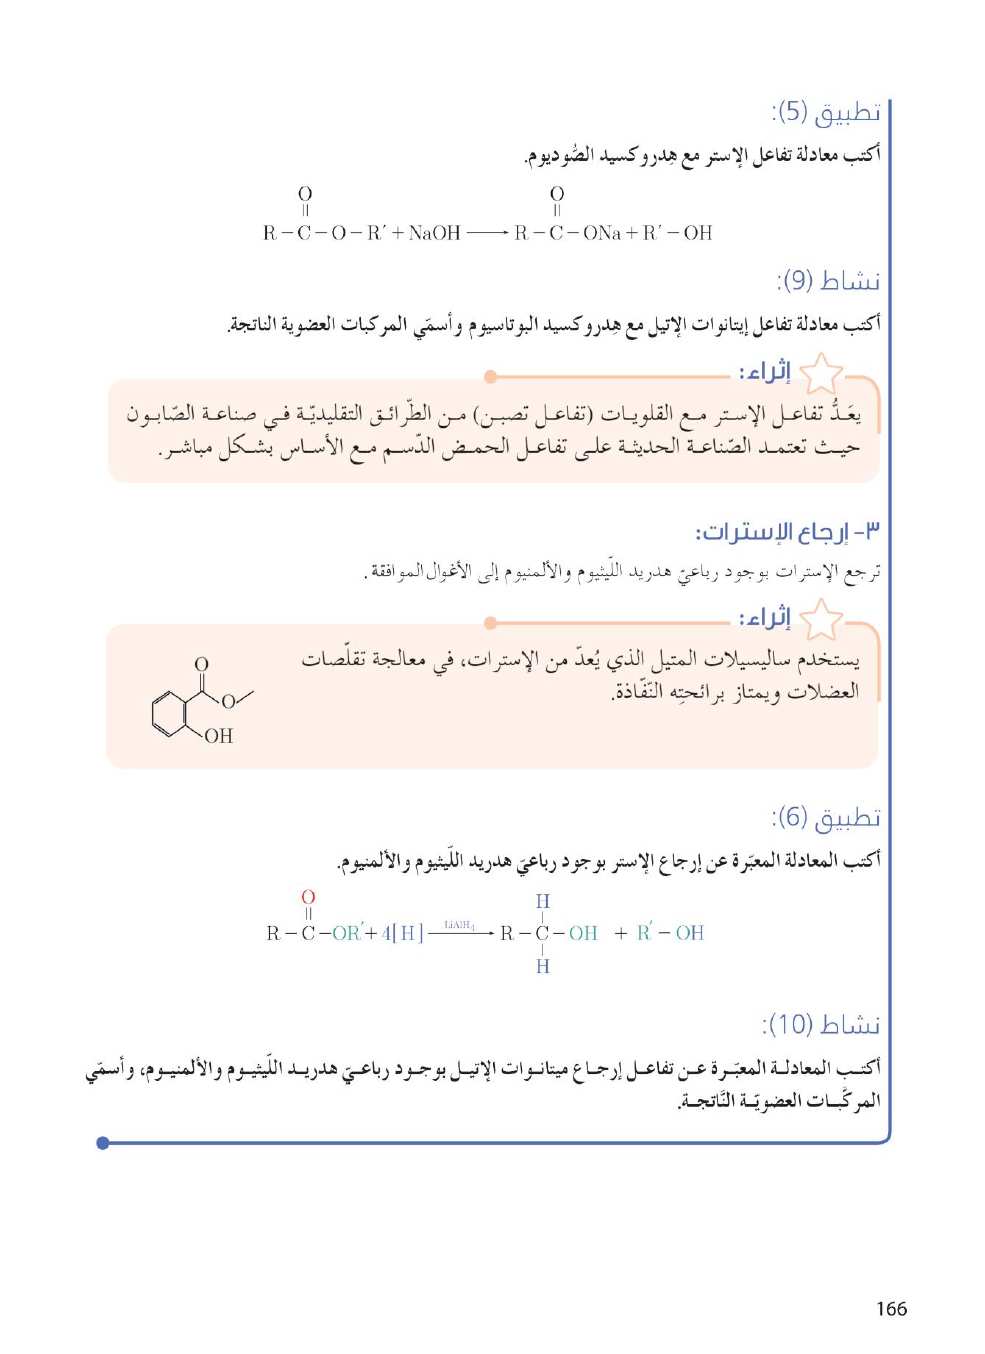 تطبيق (5):
أكتب معادلة تفاعل الإستر مع هِدروكسيد الصُّوديوم.
O O
|| ||
R – C – O – R′ + NaOH ⟶ R – C – ONa + R′ – OH
نشاط (9):
أكتب معادلة تفاعل إيتانوات الإتيل مع هِدروكسيد البوتاسيوم وأسمّي المركبات العضوية الناتجة.
إثراء:
يعَدُّ تفاعل الإستر مع القلويات (تفاعل تصبن) من الطّرائق التقليديّة في صناعة الصّابون
حيث تعتمد الصّناعة الحديثة على تفاعل الحمض الدّسم مع الأساس بشكل مباشر.
٣- إرجاع الإسترات:
ترجع الإسترات بوجود رباعيّ هدريد اللّيثيوم والألمنيوم إلى الأغوال الموافقة.
إثراء:
يستخدم ساليسيلات المتيل الذي يُعدّ من الإسترات، في معالجة تقلّصات
العضلات ويمتاز برائحتِه النّفّاذة.
O
O
OH
تطبيق (6):
أكتب المعادلة المعبّرة عن إرجاع الإستر بوجود رباعيّ هدريد اللّيثيوم والألمنيوم.
O H
|| |
R – C – OR′ + 4[H] ⟶ LiAlH₄ R – C – OH + R′ – OH
|
H
نشاط (10):
أكتب المعادلة المعبّرة عن تفاعل إرجاع ميتانوات الإتيل بوجود رباعيّ هدريد اللّيثيوم والألمنيوم، وأسمّي
المركَّبات العضويّة النَّاتجة.
166